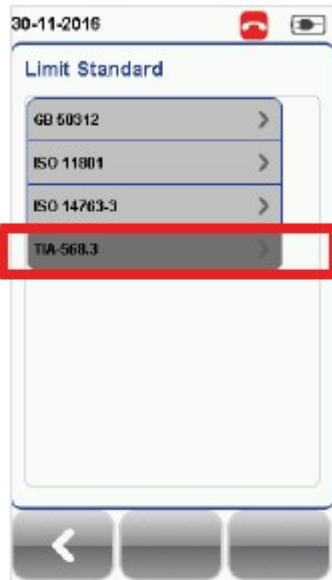 30-11-2016
Limit Standard
GB 50312
ISO 11801
ISO 14763-3
TIA-568.3